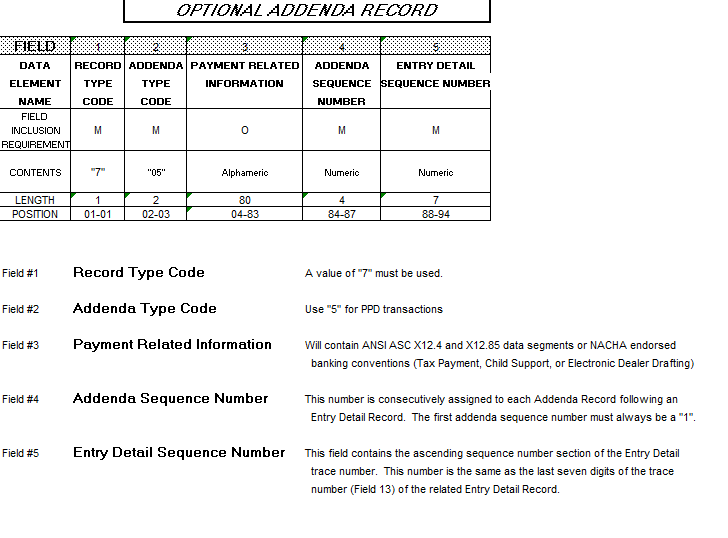 OPTIONAL ADDENDA RECORD
FIELD 1 2 3 4 5
DATA RECORD ADDENDA PAYMENT RELATED ADDENDA ENTRY DETAIL
ELEMENT TYPE TYPE INFORMATION SEQUENCE SEQUENCE NUMBER
NAME CODE CODE NUMBER
FIELD
INCLUSION M M O M M
REQUIREMENT
CONTENTS "7" "05" Alphameric Numeric Numeric
LENGTH 1 2 80 4 7
POSITION 01-01 02-03 04-83 84-87 88-94
Field #1 Record Type Code A value of "7" must be used.
Field #2 Addenda Type Code Use "5" for PPD transactions
Field #3 Payment Related Information Will contain ANSI ASC X12.4 and X12.85 data segments or NACHA endorsed
banking conventions (Tax Payment, Child Support, or Electronic Dealer Drafting)
Field #4 Addenda Sequence Number This number is consecutively assigned to each Addenda Record following an
Entry Detail Record. The first addenda sequence number must always be a "1".
Field #5 Entry Detail Sequence Number This field contains the ascending sequence number section of the Entry Detail
trace number. This number is the same as the last seven digits of the trace
number (Field 13) of the related Entry Detail Record.